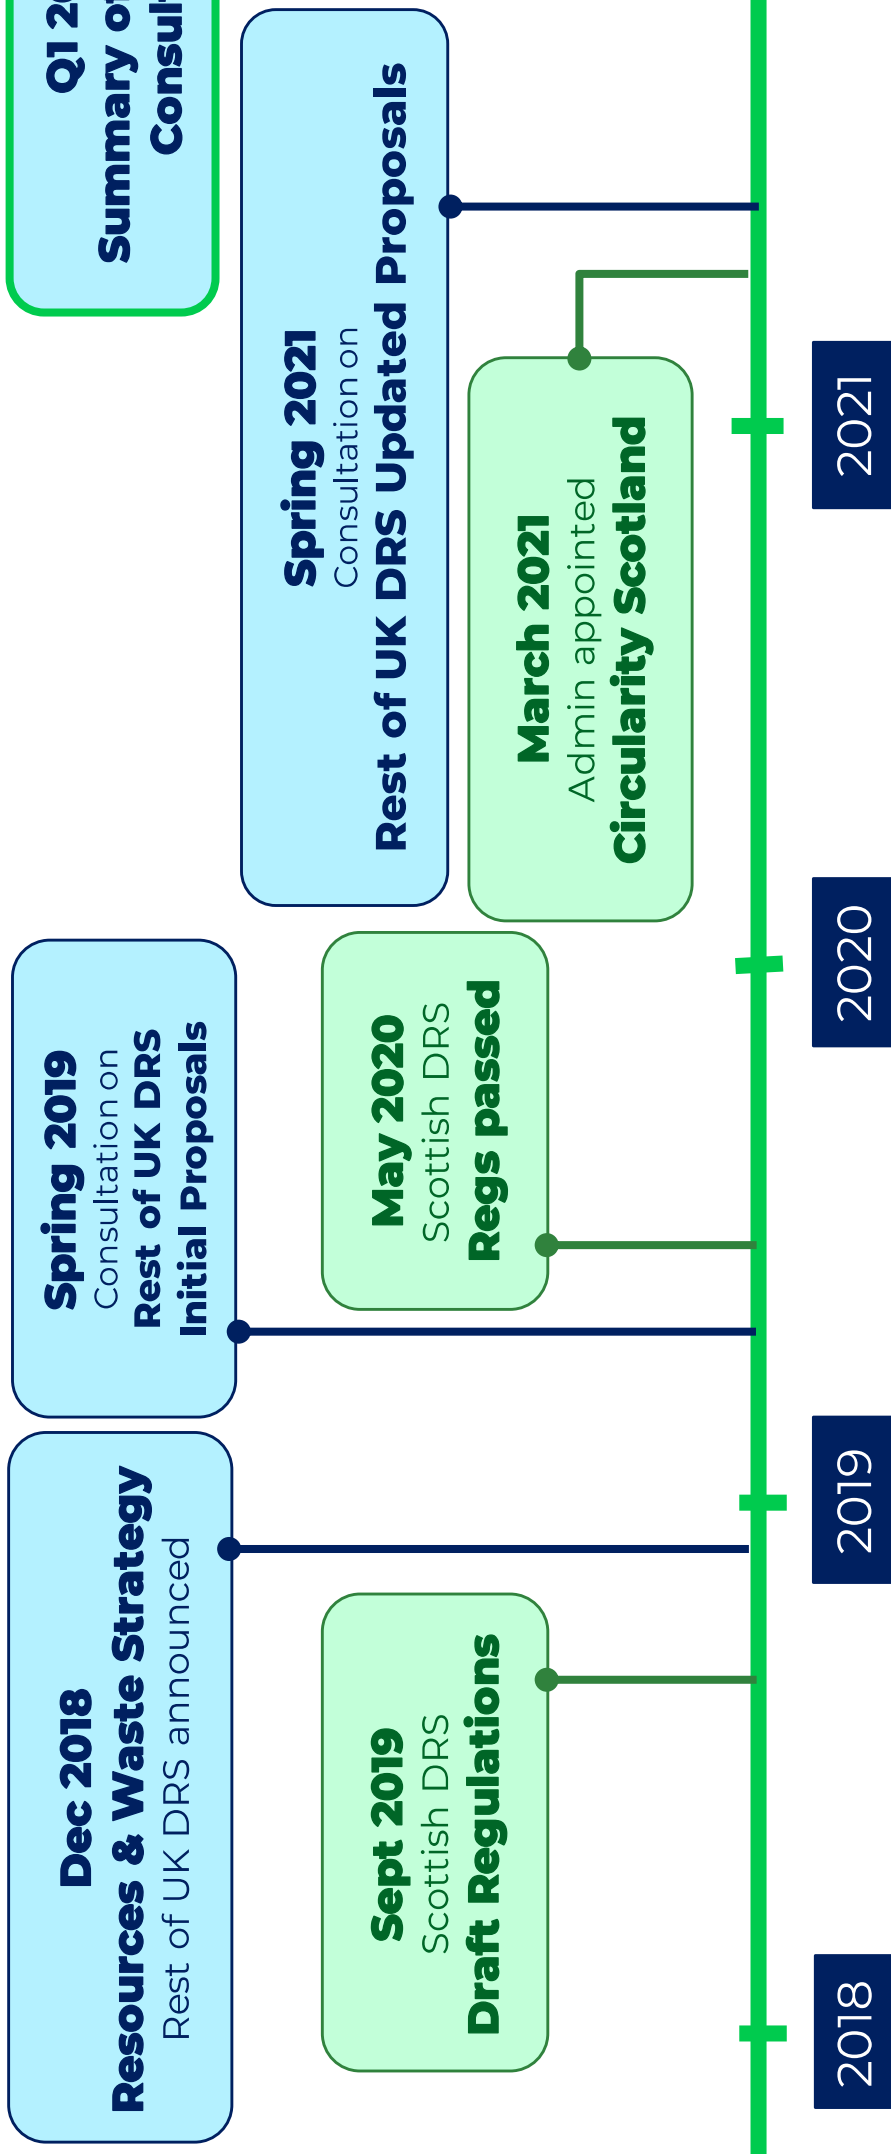 Dec 2018
Resources & Waste Strategy
Rest of UK DRS announced
Spring 2019
Consultation on
Rest of UK DRS
Initial Proposals
Q1
Summary
Spring 2021
Consultation on
Rest of UK DRS Updated Proposals
Sept 2019
Scottish DRS
Draft Regulations
May 2020
Scottish DRS
Regs passed
March 2021
Admin appointed
Circularity Scotland
2018
2019
2020
2021